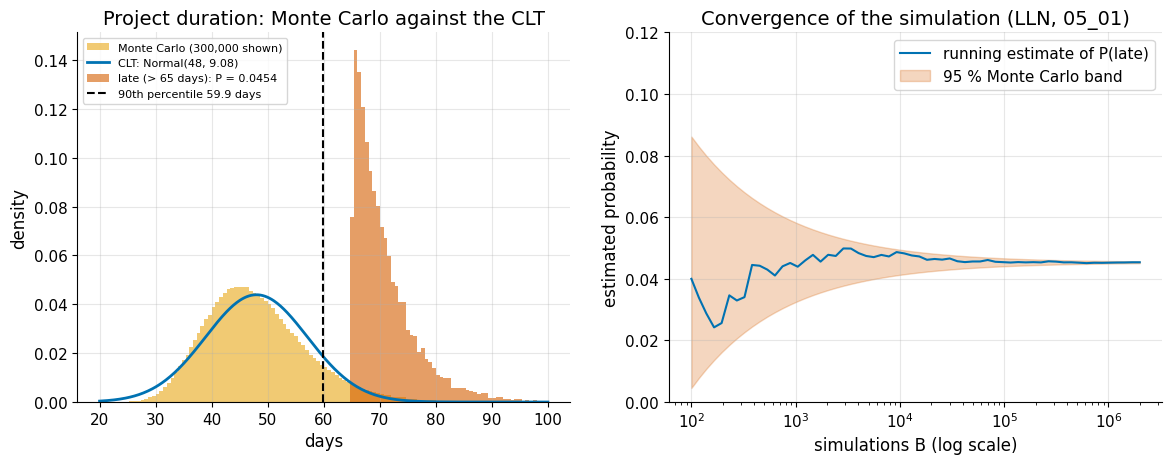 Project duration: Monte Carlo against the CLT
Monte Carlo (300,000 shown)
CLT: Normal(48, 9.08)
late (> 65 days): P = 0.0454
90th percentile 59.9 days
density
0.14
0.12
0.10
0.08
0.06
0.04
0.02
0.00
20 30 40 50 60 70 80 90 100
days
Convergence of the simulation (LLN, 05_01)
running estimate of P(late)
95 % Monte Carlo band
estimated probability
0.12
0.10
0.08
0.06
0.04
0.02
0.00
10² 10³ 10⁴ 10⁵ 10⁶
simulations B (log scale)